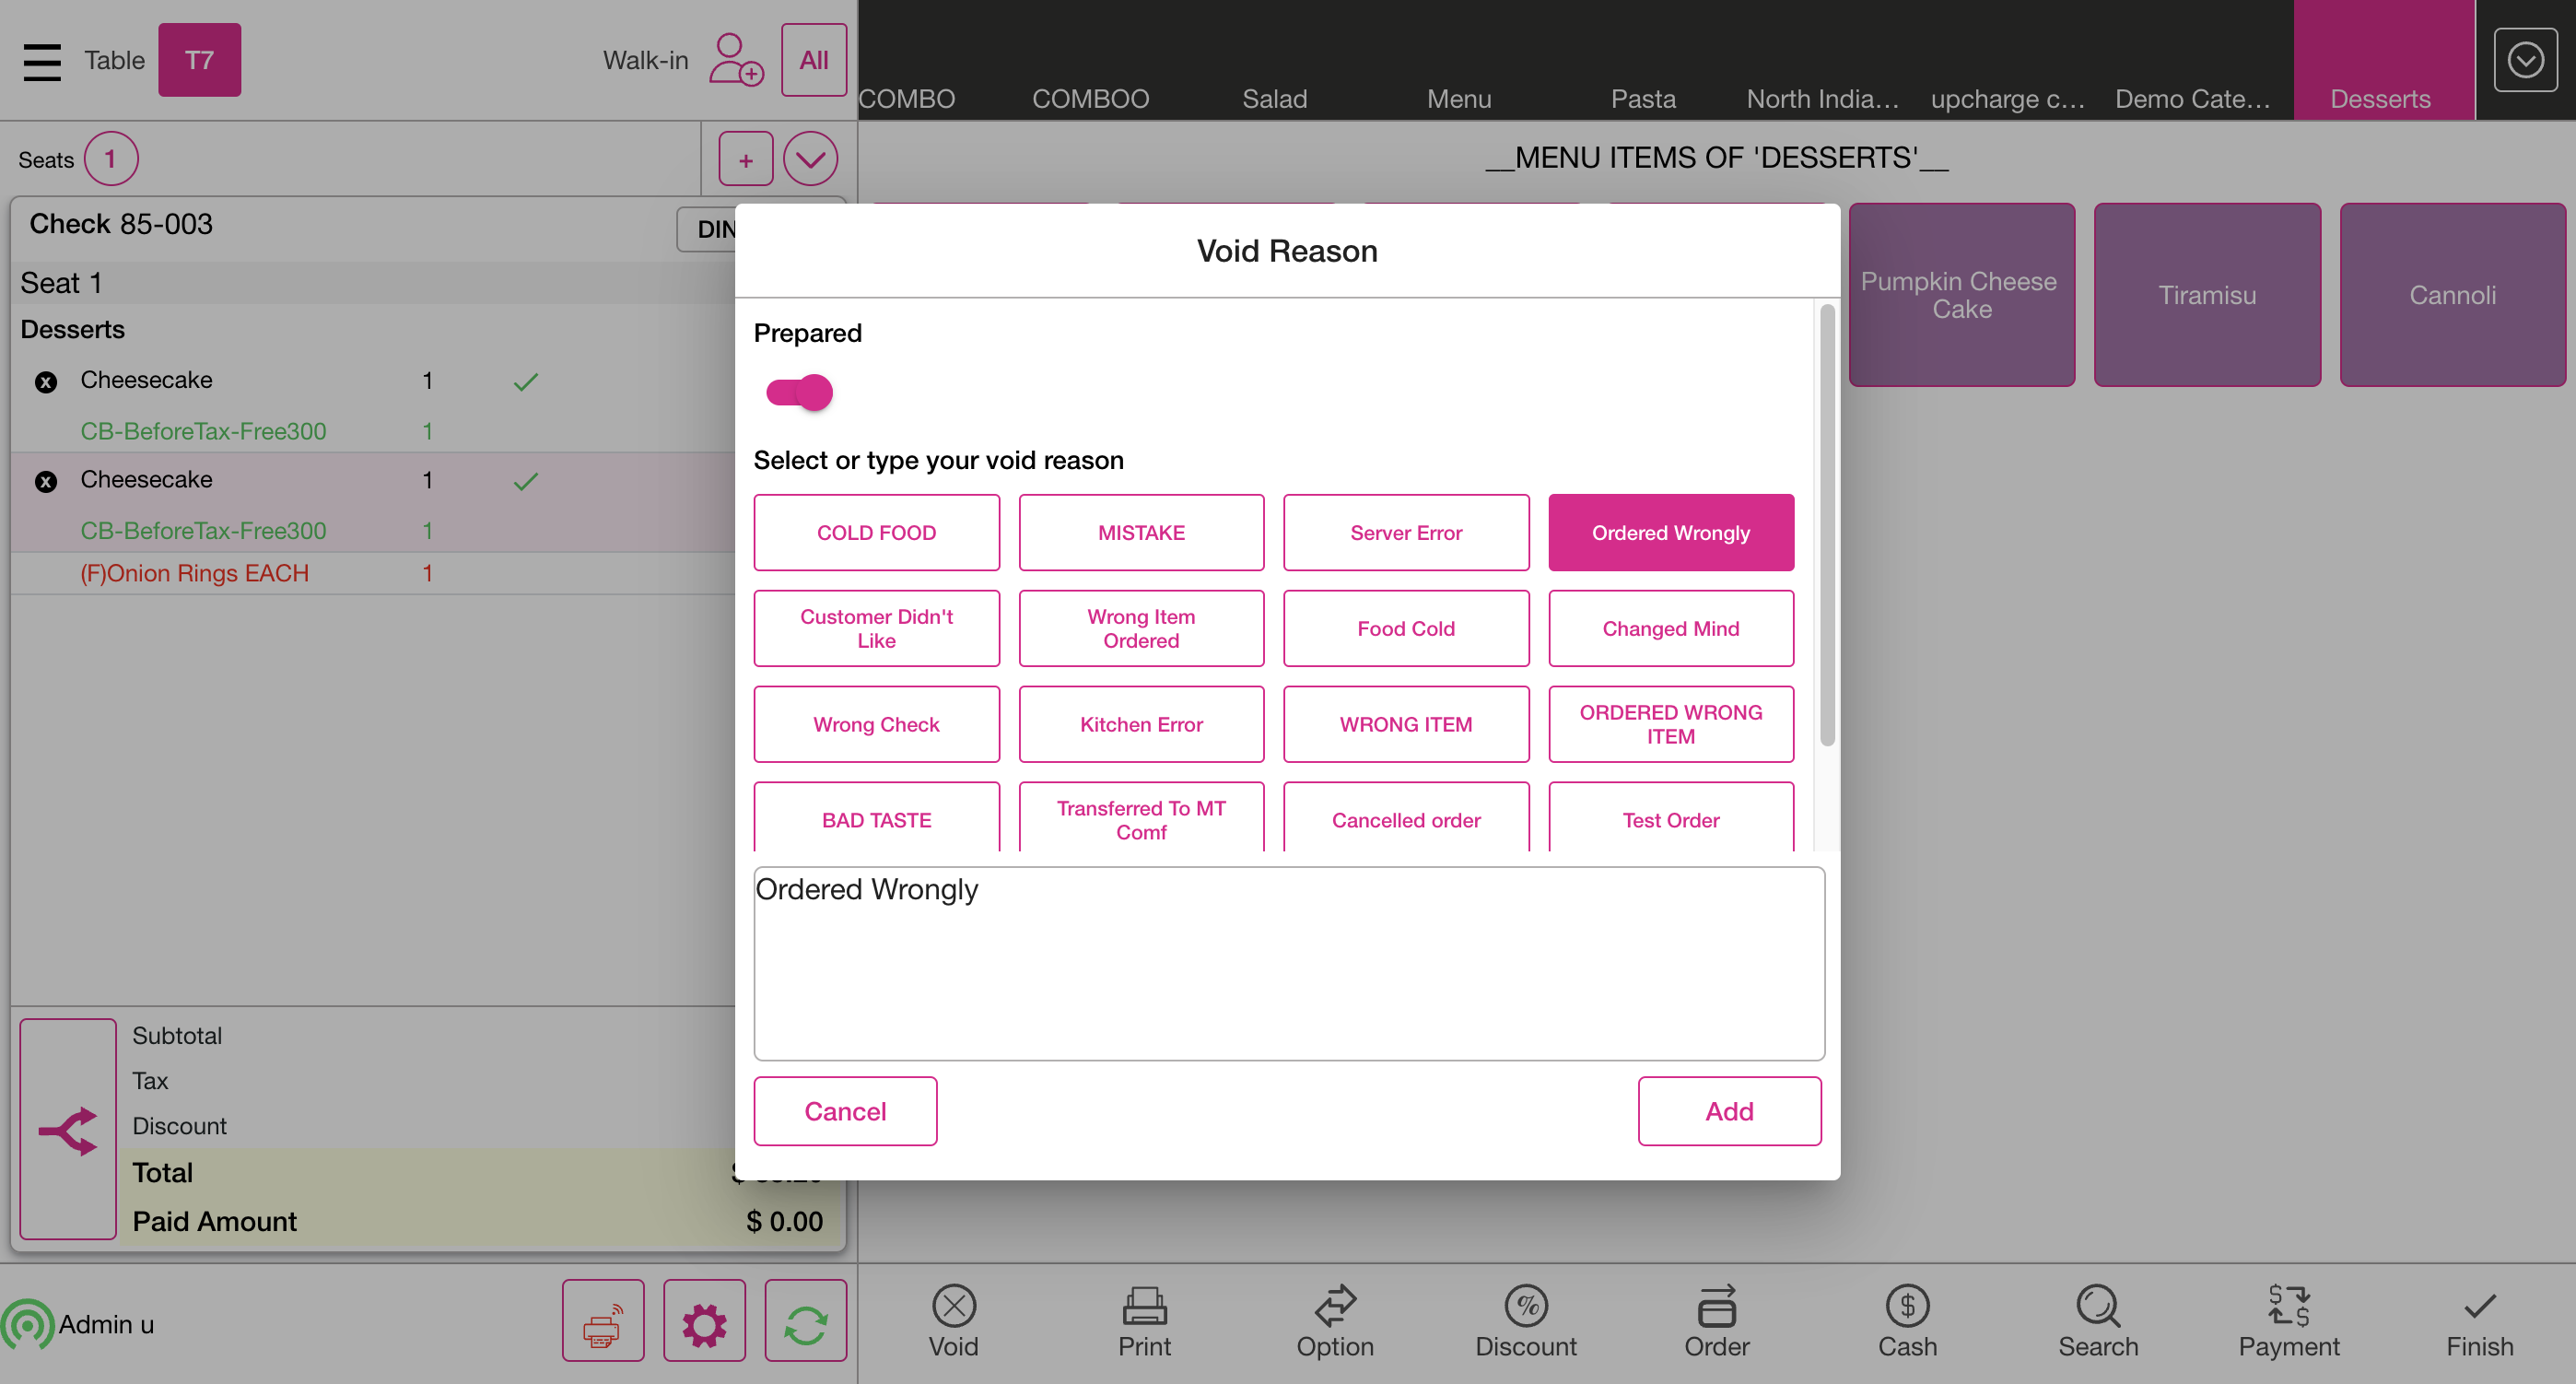 Table T7 Walk-in All
COMBO COMBOO Salad Menu Pasta North India... upcharge c... Demo Cate... Desserts
Seats 1 +
__MENU ITEMS OF 'DESSERTS'__
Check 85-003
Seat 1
Desserts
x Cheesecake 1
CB-BeforeTax-Free300 1
x Cheesecake 1
CB-BeforeTax-Free300 1
(F)Onion Rings EACH 1
Subtotal
Tax
Discount
Total
Paid Amount $ 0.00
Void Reason
Prepared
Select or type your void reason
COLD FOOD
MISTAKE
Server Error
Ordered Wrongly
Customer Didn't
Like
Wrong Item
Ordered
Food Cold
Changed Mind
Wrong Check
Kitchen Error
WRONG ITEM
ORDERED WRONG
ITEM
BAD TASTE
Transferred To MT
Comf
Cancelled order
Test Order
Ordered Wrongly
Cancel
Add
Pumpkin Cheese
Cake
Tiramisu
Cannoli
Admin u
Void Print Option Discount Order Cash Search Payment Finish